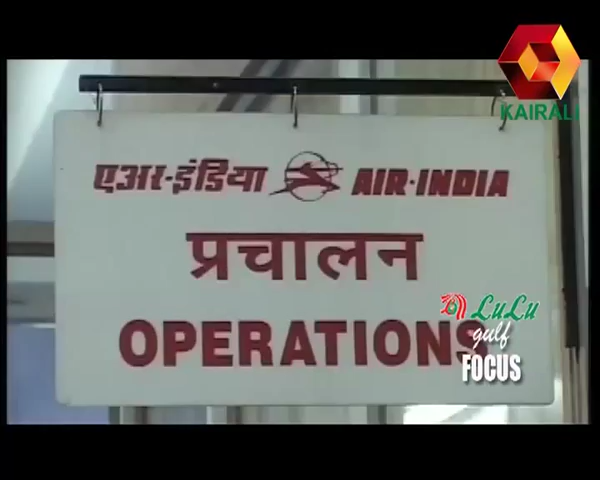 KAIRALI
एअर-इंडिया AIR-INDIA
प्रचालन
OPERATIONS
LuLu
gulf
FOCUS